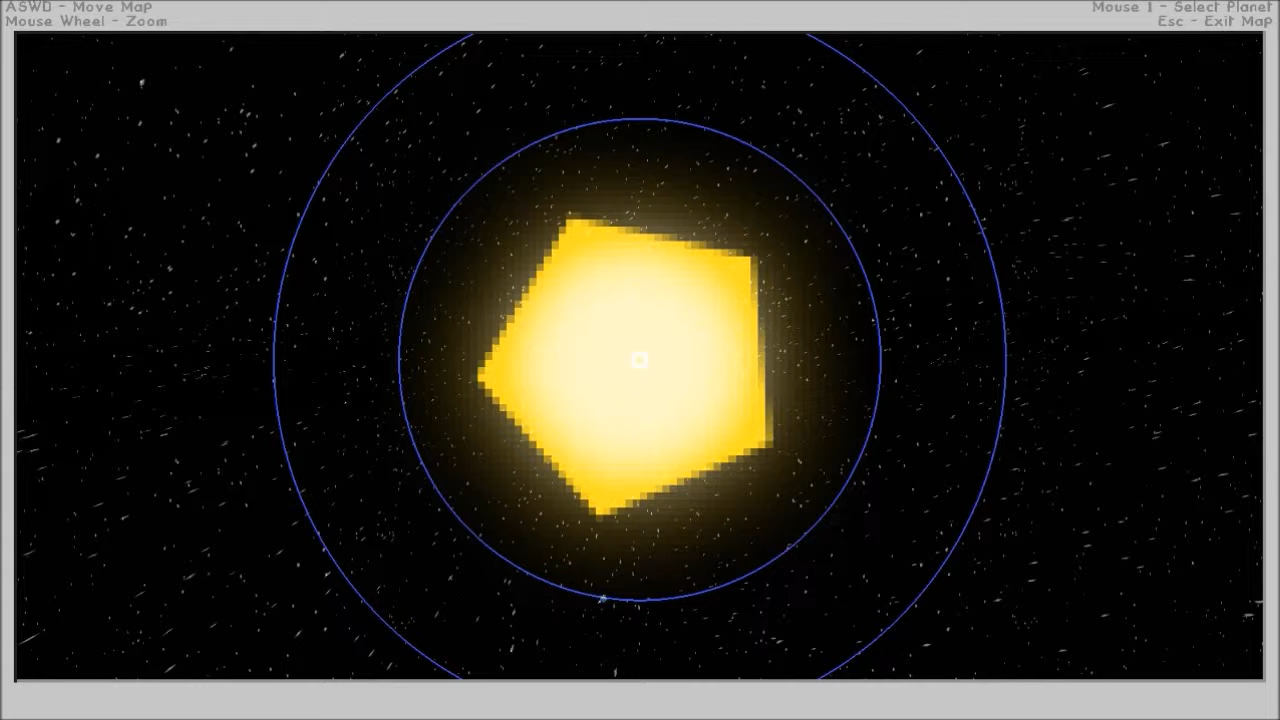 ASWD - Move Map
Mouse Wheel - Zoom
Mouse 1 - Select Planet
Esc - Exit Map